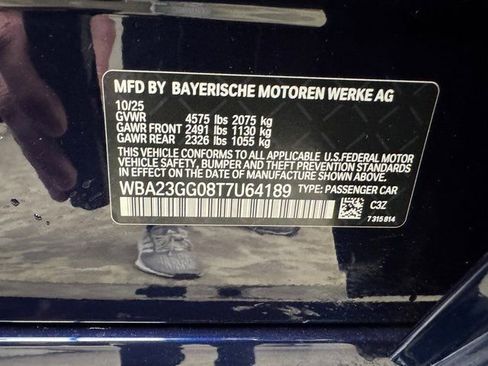 MFD BY BAYERISCHE MOTOREN WERKE AG
10/25
GVWR 4575 lbs 2075 kg
GAWR FRONT 2491 lbs 1130 kg
GAWR REAR 2326 lbs 1055 kg
THIS VEHICLE CONFORMS TO ALL APPLICABLE U.S.FEDERAL MOTOR
VEHICLE SAFETY, BUMPER, AND THEFT PREVENTION STANDARDS
IN EFFECT ON THE DATE OF MANUFACTURE SHOWN ABOVE.
WBA23GG08T7U64189 TYPE: PASSENGER CAR
C3Z
7 315 814